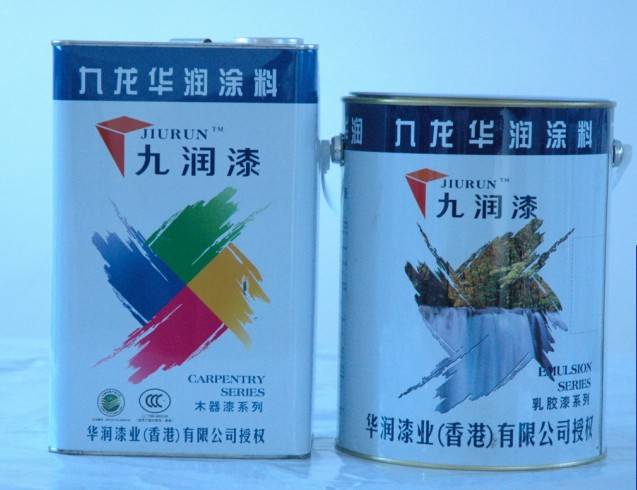 九龙华润涂料
JIURUN™
九润漆
CARPENTRY
SERIES
木器漆系列
CCC
华润漆业(香港)有限公司授权
润
九龙华润涂料
JIURUN™
九润漆
EMULSION
SERIES
乳胶漆系列
华润漆业(香港)有限公司授权